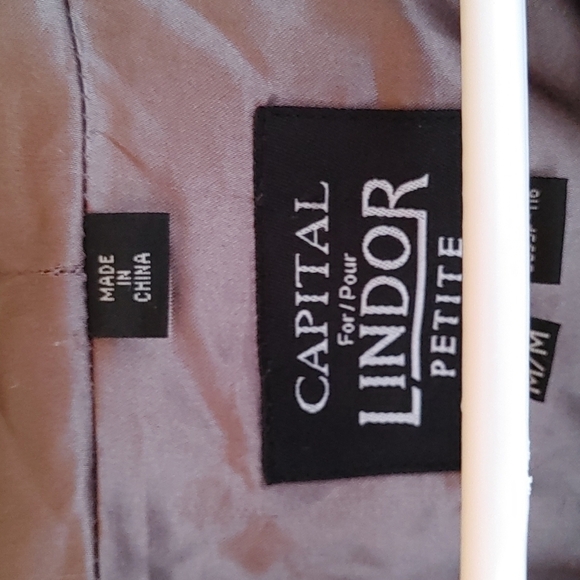 CAPITAL
For/Pour
LINDOR
PETITE
MADE
IN
CHINA
M/M